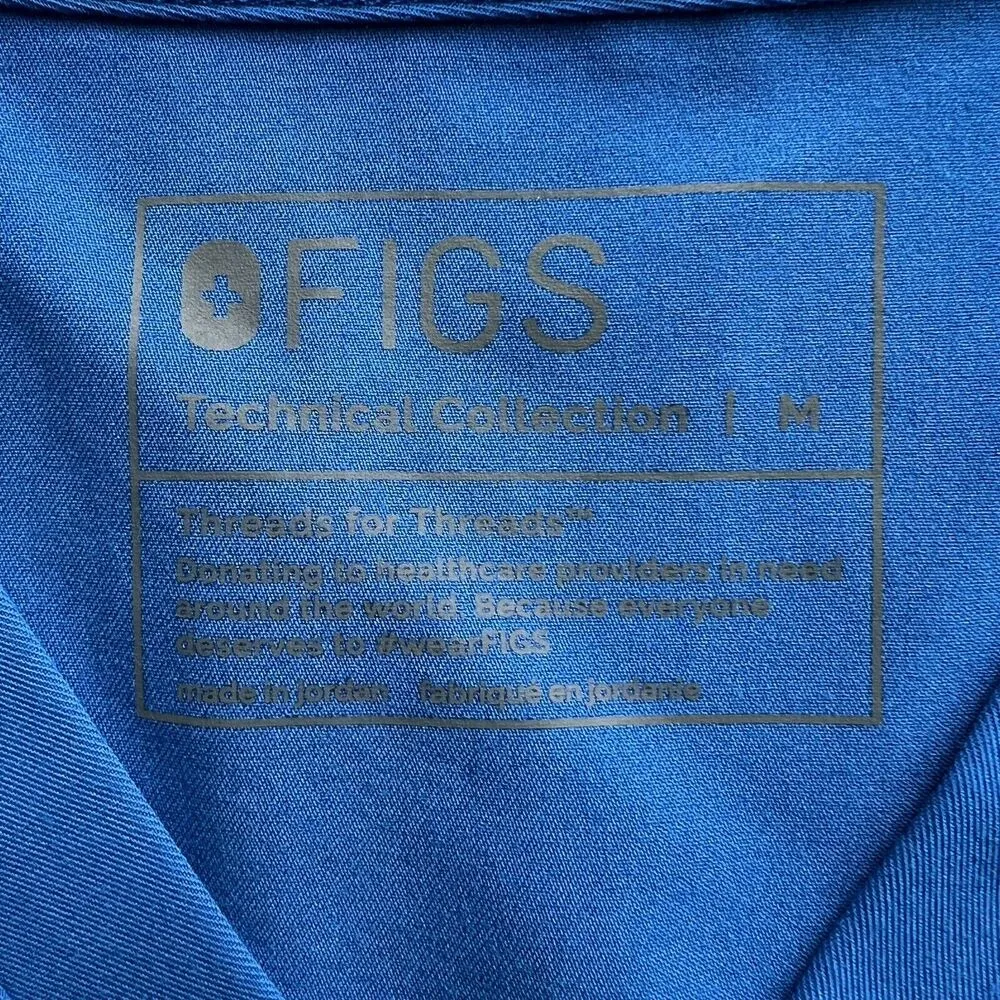 FIGS
Technical Collection | M
Threads for Threads™
Donating to healthcare providers in need
around the world. Because everyone
deserves to #wearFIGS
made in jordan fabriqué en jordanie